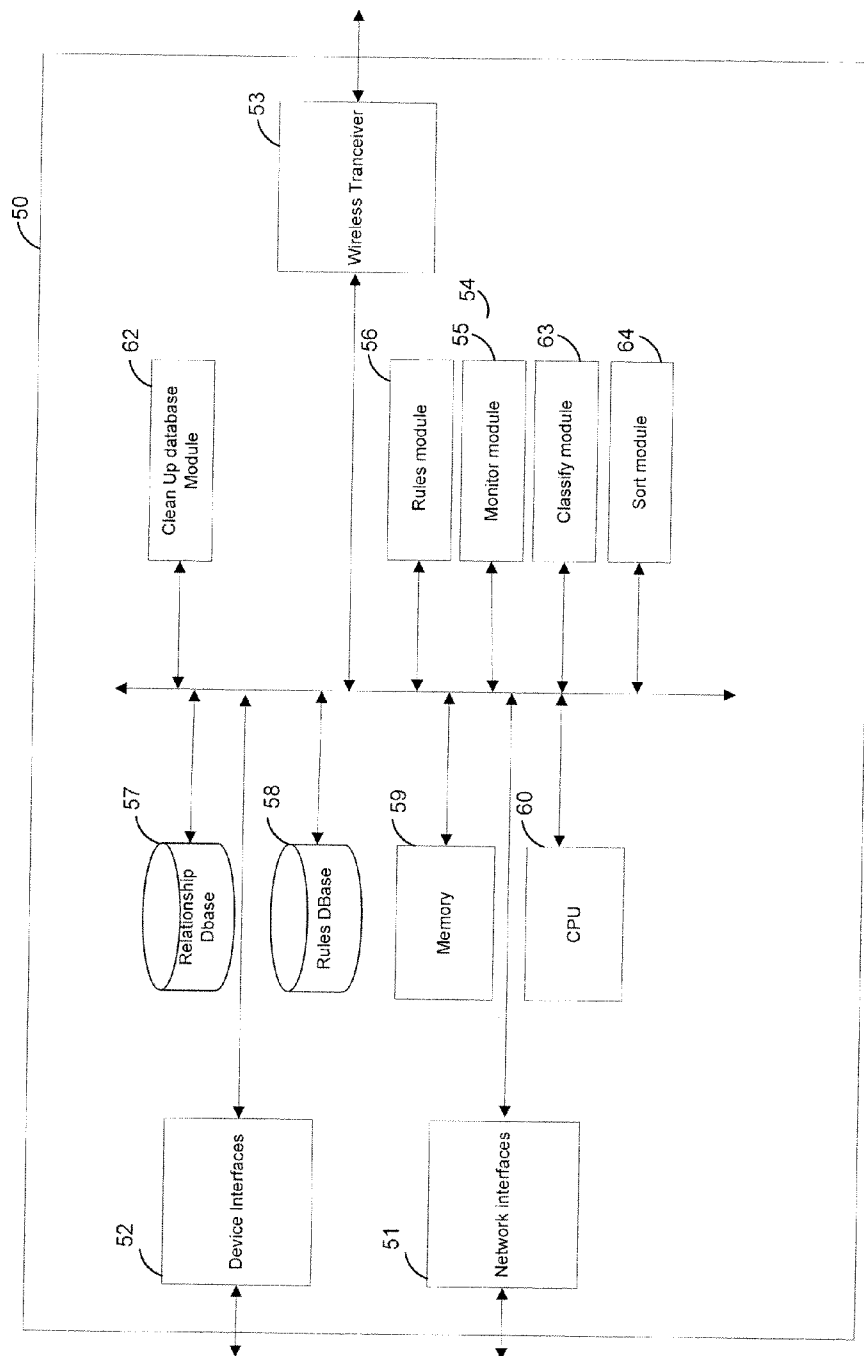 50
52
Device Interfaces
57
Relationship
Dbase
62
Clean Up database
Module
58
Rules DBase
53
Wireless Tranceiver
51
Network interfaces
59
Memory
56
Rules module
54
55
Monitor module
60
CPU
63
Classify module
64
Sort module